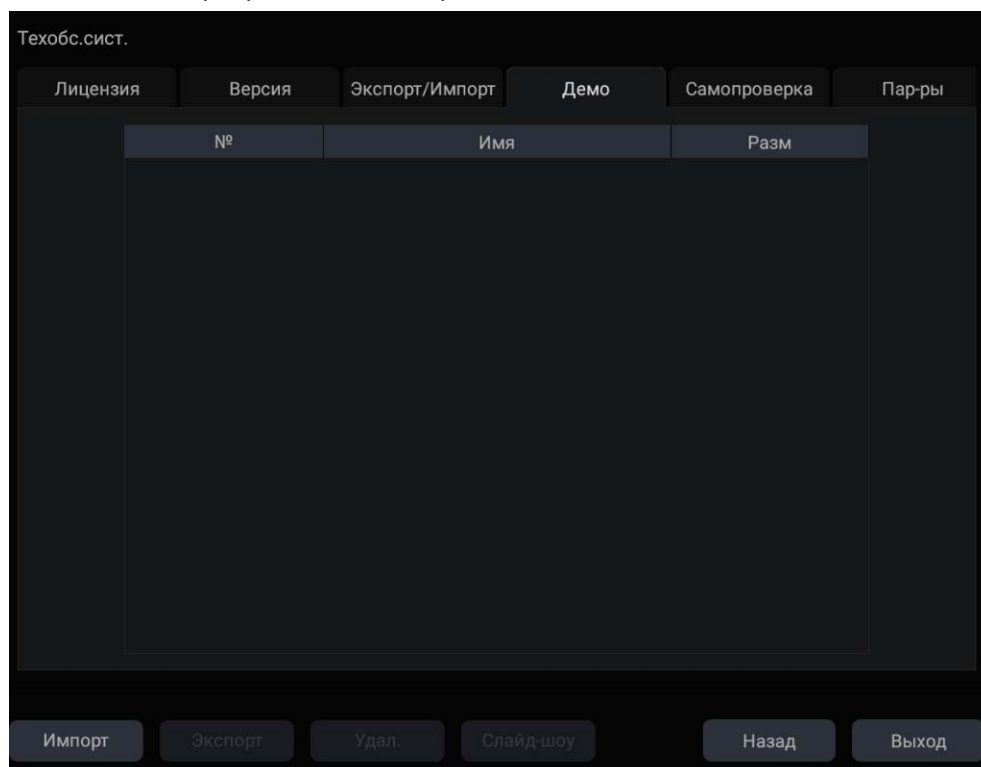 Техобс.сист.
Лицензия Версия Экспорт/Импорт Демо Самопроверка Пар-ры
№ Имя Разм
Импорт Экспорт Удал. Слайд-шоу Назад Выход